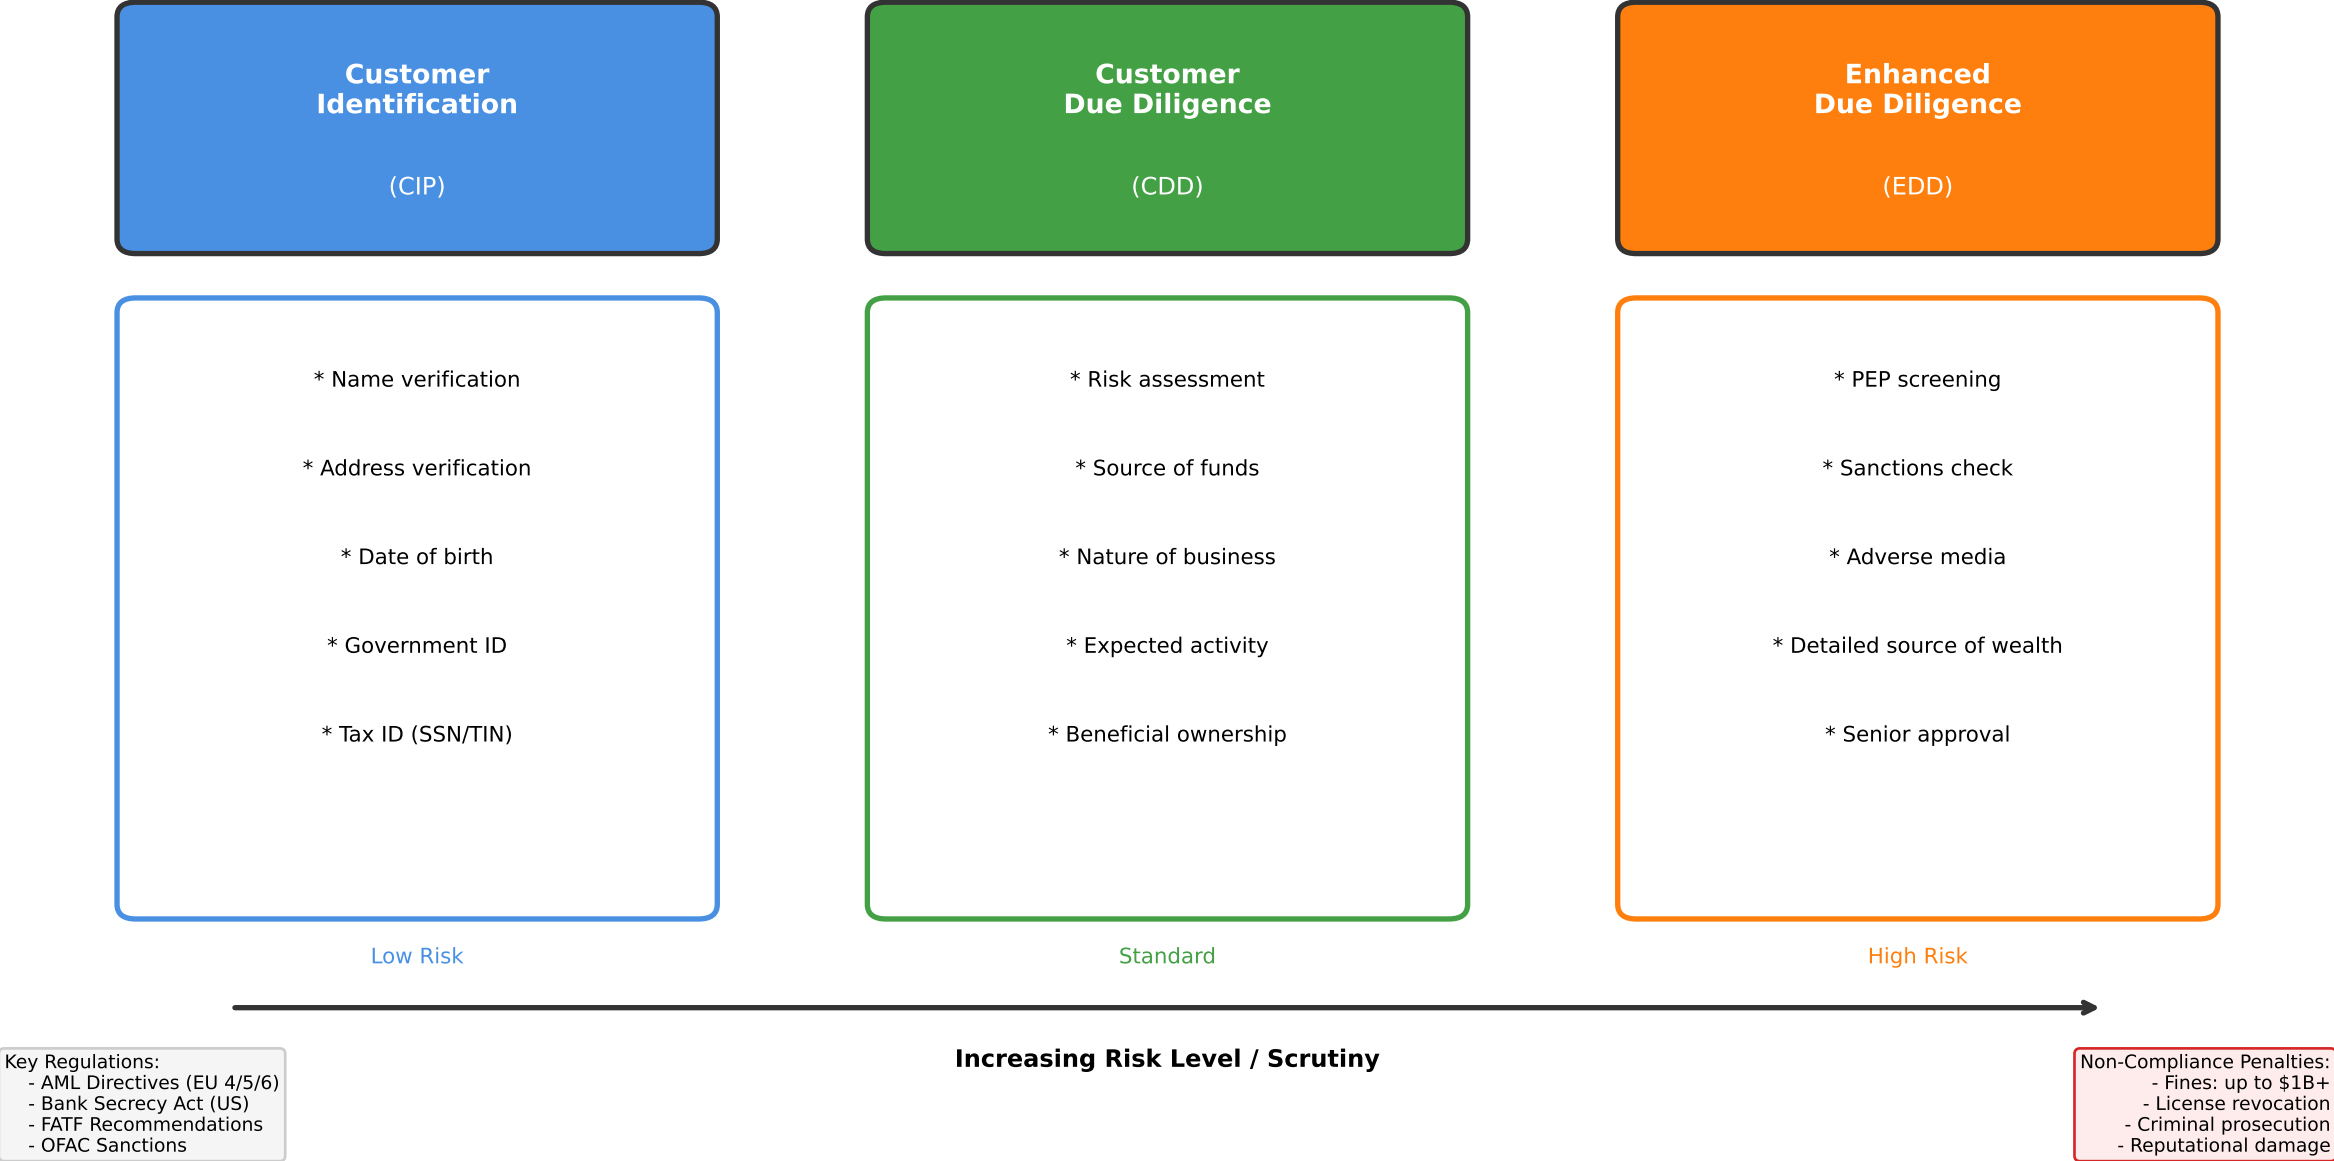 Customer
Identification
(CIP)
Customer
Due Diligence
(CDD)
Enhanced
Due Diligence
(EDD)
* Name verification
* Address verification
* Date of birth
* Government ID
* Tax ID (SSN/TIN)
* Risk assessment
* Source of funds
* Nature of business
* Expected activity
* Beneficial ownership
* PEP screening
* Sanctions check
* Adverse media
* Detailed source of wealth
* Senior approval
Low Risk
Standard
High Risk
Increasing Risk Level / Scrutiny
Key Regulations:
- AML Directives (EU 4/5/6)
- Bank Secrecy Act (US)
- FATF Recommendations
- OFAC Sanctions
Non-Compliance Penalties:
- Fines: up to $1B+
- License revocation
- Criminal prosecution
- Reputational damage